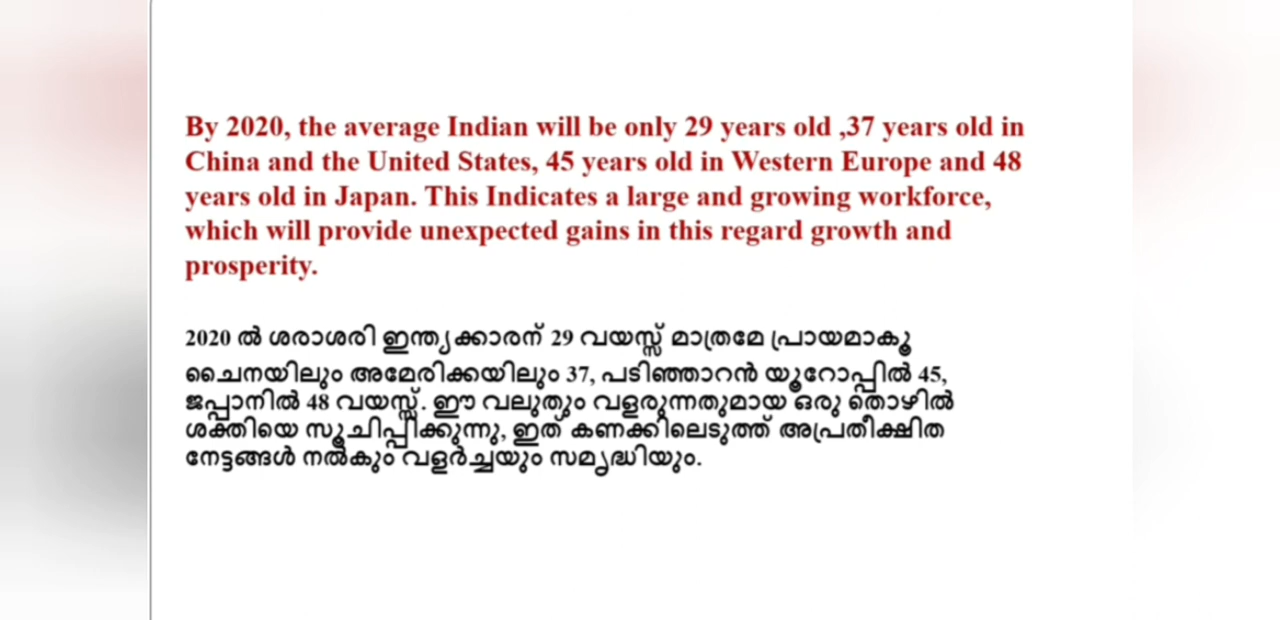 By 2020, the average Indian will be only 29 years old ,37 years old in
China and the United States, 45 years old in Western Europe and 48
years old in Japan. This Indicates a large and growing workforce,
which will provide unexpected gains in this regard growth and
prosperity.
2020 ൽ ശരാശരി ഇന്ത്യക്കാരന് 29 വയസ്സ് മാത്രമേ പ്രായമാകൂ
ചൈനയിലും അമേരിക്കയിലും 37, പടിഞ്ഞാറൻ യൂറോപ്പിൽ 45,
ജപ്പാനിൽ 48 വയസ്സ്. ഈ വലുതും വളരുന്നതുമായ ഒരു തൊഴിൽ
ശക്തിയെ സൂചിപ്പിക്കുന്നു, ഇത് കണക്കിലെടുത്ത് അപ്രതീക്ഷിത
നേട്ടങ്ങൾ നൽകും വളർച്ചയും സമൃദ്ധിയും.